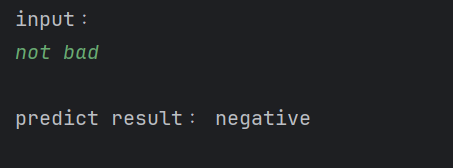 input：
not bad
predict result： negative